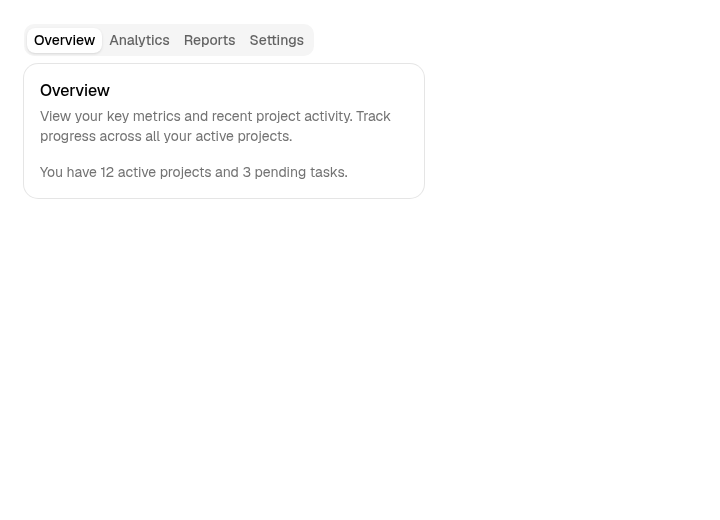 Overview Analytics Reports Settings
Overview
View your key metrics and recent project activity. Track
progress across all your active projects.
You have 12 active projects and 3 pending tasks.